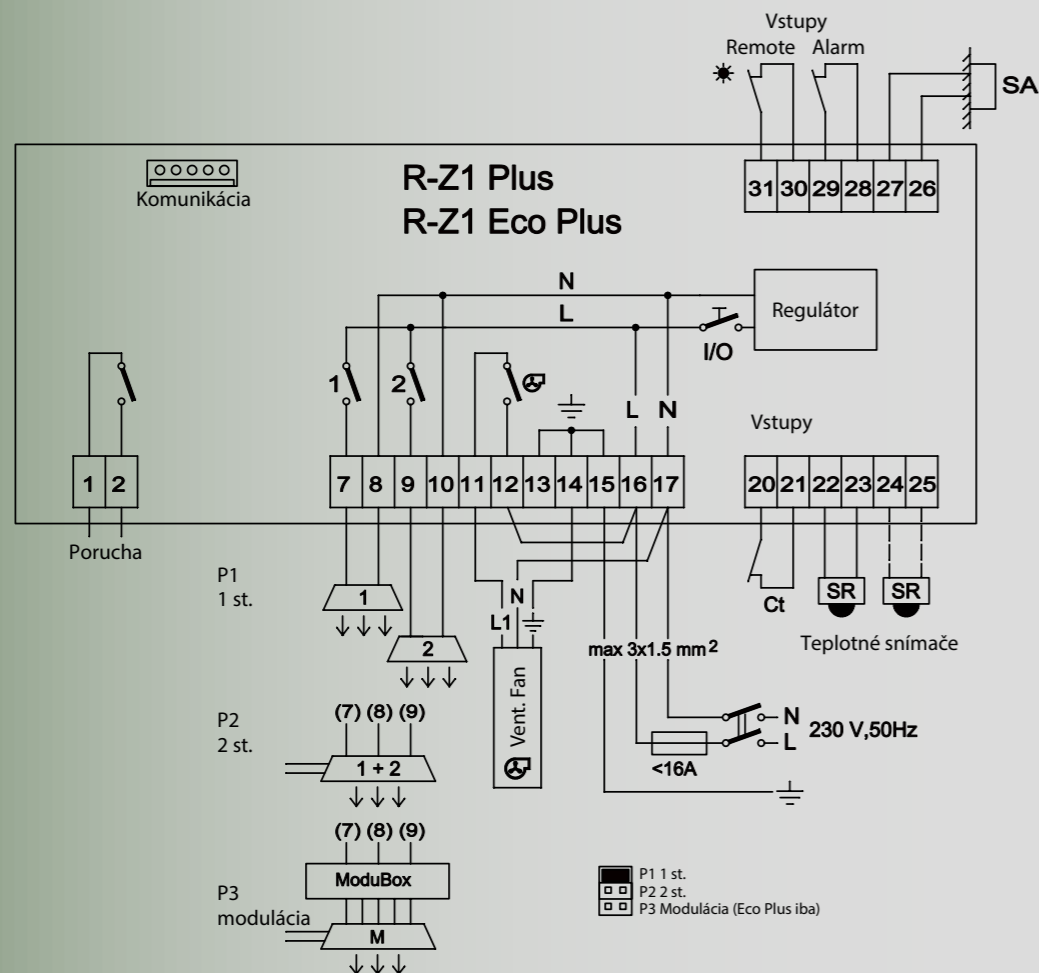 Vstupy
Remote Alarm
SA
R-Z1 Plus
R-Z1 Eco Plus
Komunikácia
31 30 29 28 27 26
N
L
Regulátor
I/O
1
2
L N
Vstupy
1 2
7 8 9 10 11 12 13 14 15 16 17
20 21 22 23 24 25
Porucha
P1
1 st.
1
2
N
L1
Vent. Fan
max 3x1.5 mm²
Ct
SR SR
Teplotné snímače
P2
2 st.
(7) (8) (9)
1 + 2
N
L
230 V,50Hz
<16A
(7) (8) (9)
ModuBox
P3
modulácia
M
P1 1 st.
P2 2 st.
P3 Modulácia (Eco Plus iba)